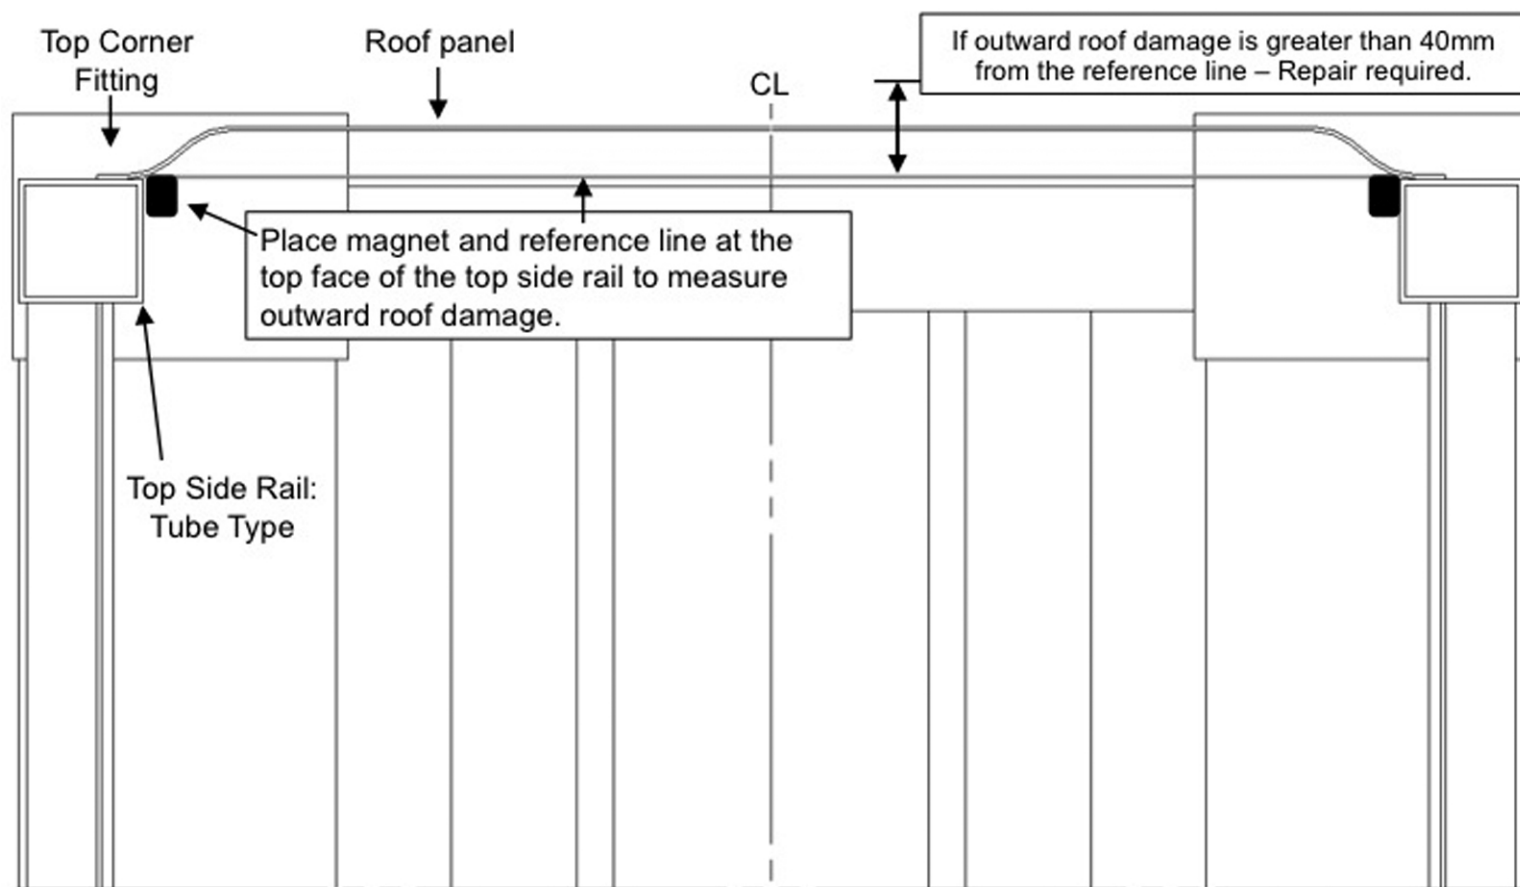 Top Corner
Fitting
Roof panel
CL
If outward roof damage is greater than 40mm
from the reference line – Repair required.
Place magnet and reference line at the
top face of the top side rail to measure
outward roof damage.
Top Side Rail:
Tube Type